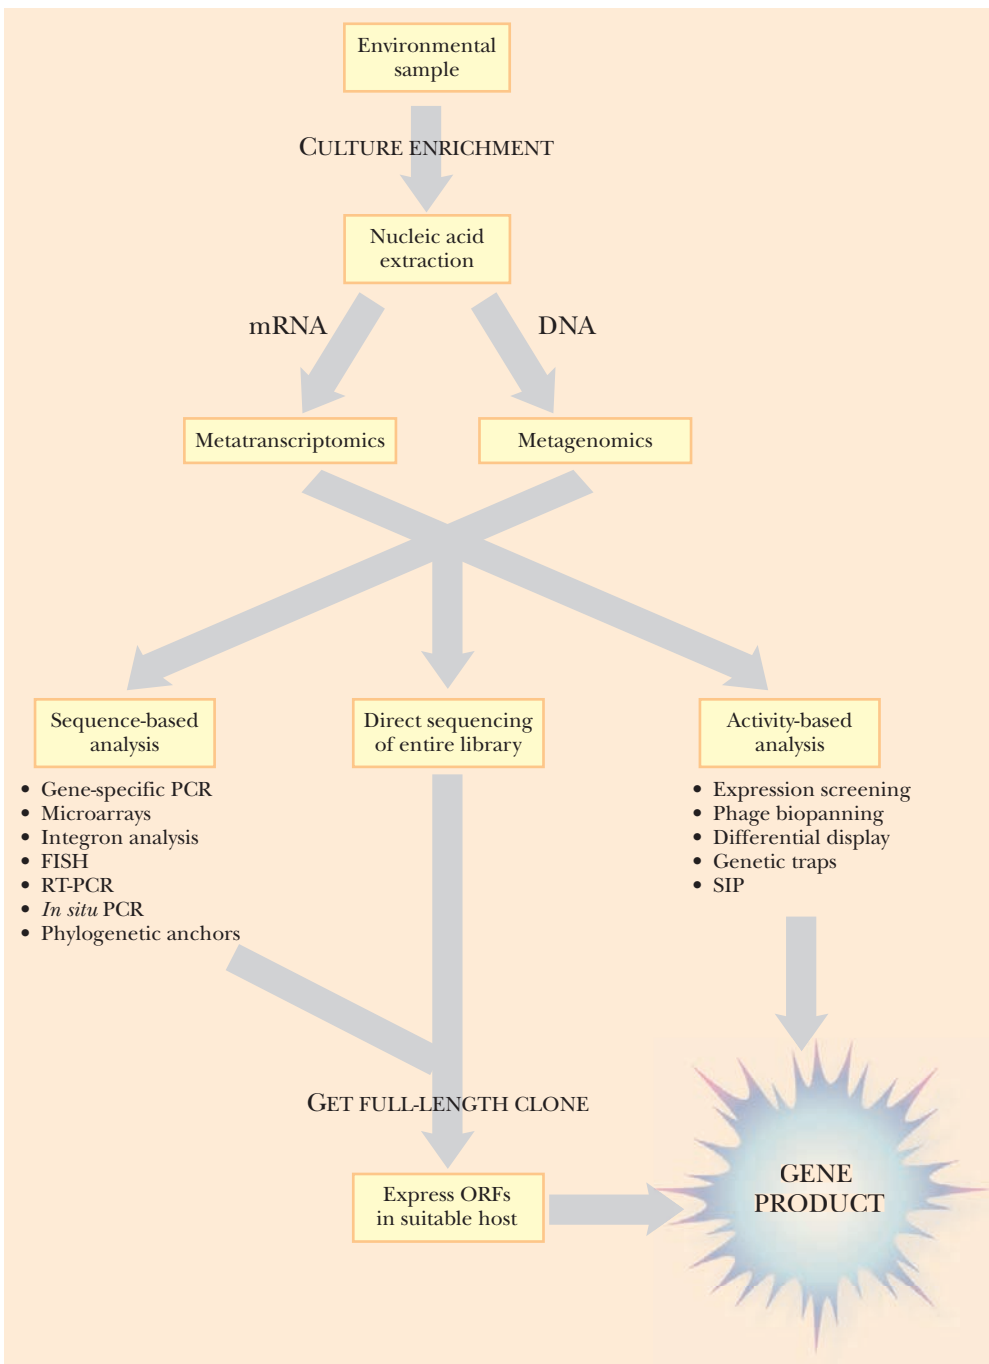 Environmental
sample
CULTURE ENRICHMENT
Nucleic acid
extraction
mRNA
DNA
Metatranscriptomics
Metagenomics
Sequence-based
analysis
• Gene-specific PCR
• Microarrays
• Integron analysis
• FISH
• RT-PCR
• In situ PCR
• Phylogenetic anchors
Direct sequencing
of entire library
Activity-based
analysis
• Expression screening
• Phage biopanning
• Differential display
• Genetic traps
• SIP
GET FULL-LENGTH CLONE
Express ORFs
in suitable host
GENE
PRODUCT